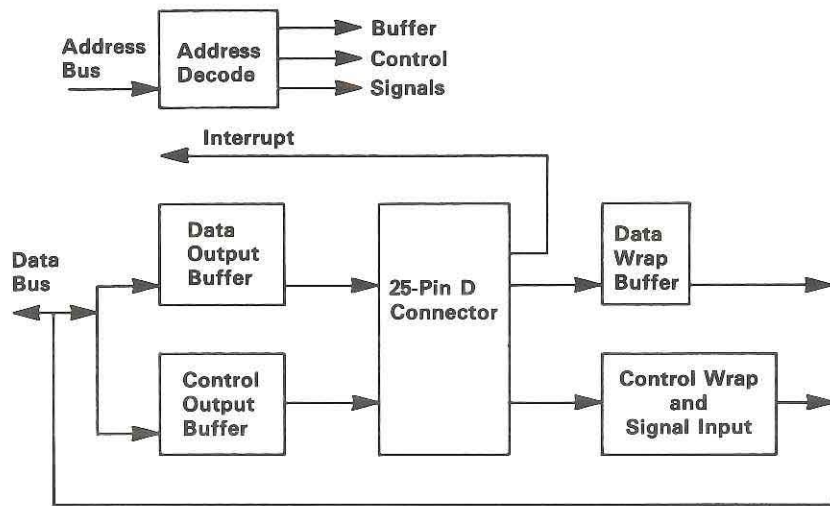 Address
Bus
Address
Decode
Buffer
Control
Signals
Interrupt
Data
Bus
Data
Output
Buffer
Control
Output
Buffer
25-Pin D
Connector
Data
Wrap
Buffer
Control Wrap
and
Signal Input